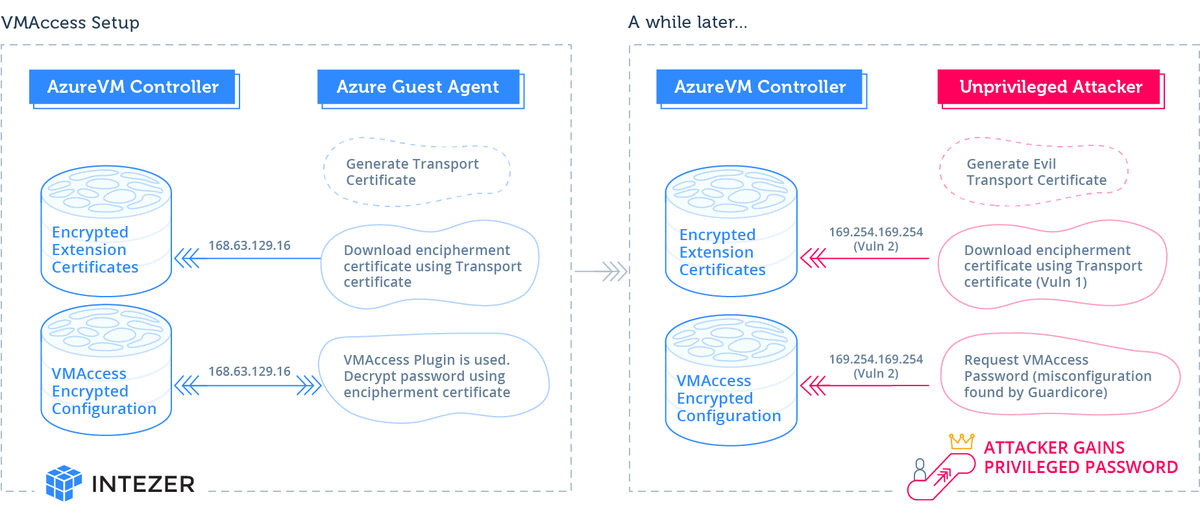 VMAccess Setup
AzureVM Controller
Azure Guest Agent
Generate Transport
Certificate
Encrypted
Extension
Certificates
168.63.129.16
Download encipherment
certificate using Transport
certificate
VMAccess
Encrypted
Configuration
168.63.129.16
VMAccess Plugin is used.
Decrypt password using
encipherment certificate
INTEZER
A while later...
AzureVM Controller
Unprivileged Attacker
Generate Evil
Transport Certificate
Encrypted
Extension
Certificates
169.254.169.254
(Vuln 2)
Download encipherment
certificate using Transport
certificate (Vuln 1)
VMAccess
Encrypted
Configuration
169.254.169.254
(Vuln 2)
Request VMAccess
Password (misconfiguration
found by Guardicore)
ATTACKER GAINS
PRIVILEGED PASSWORD